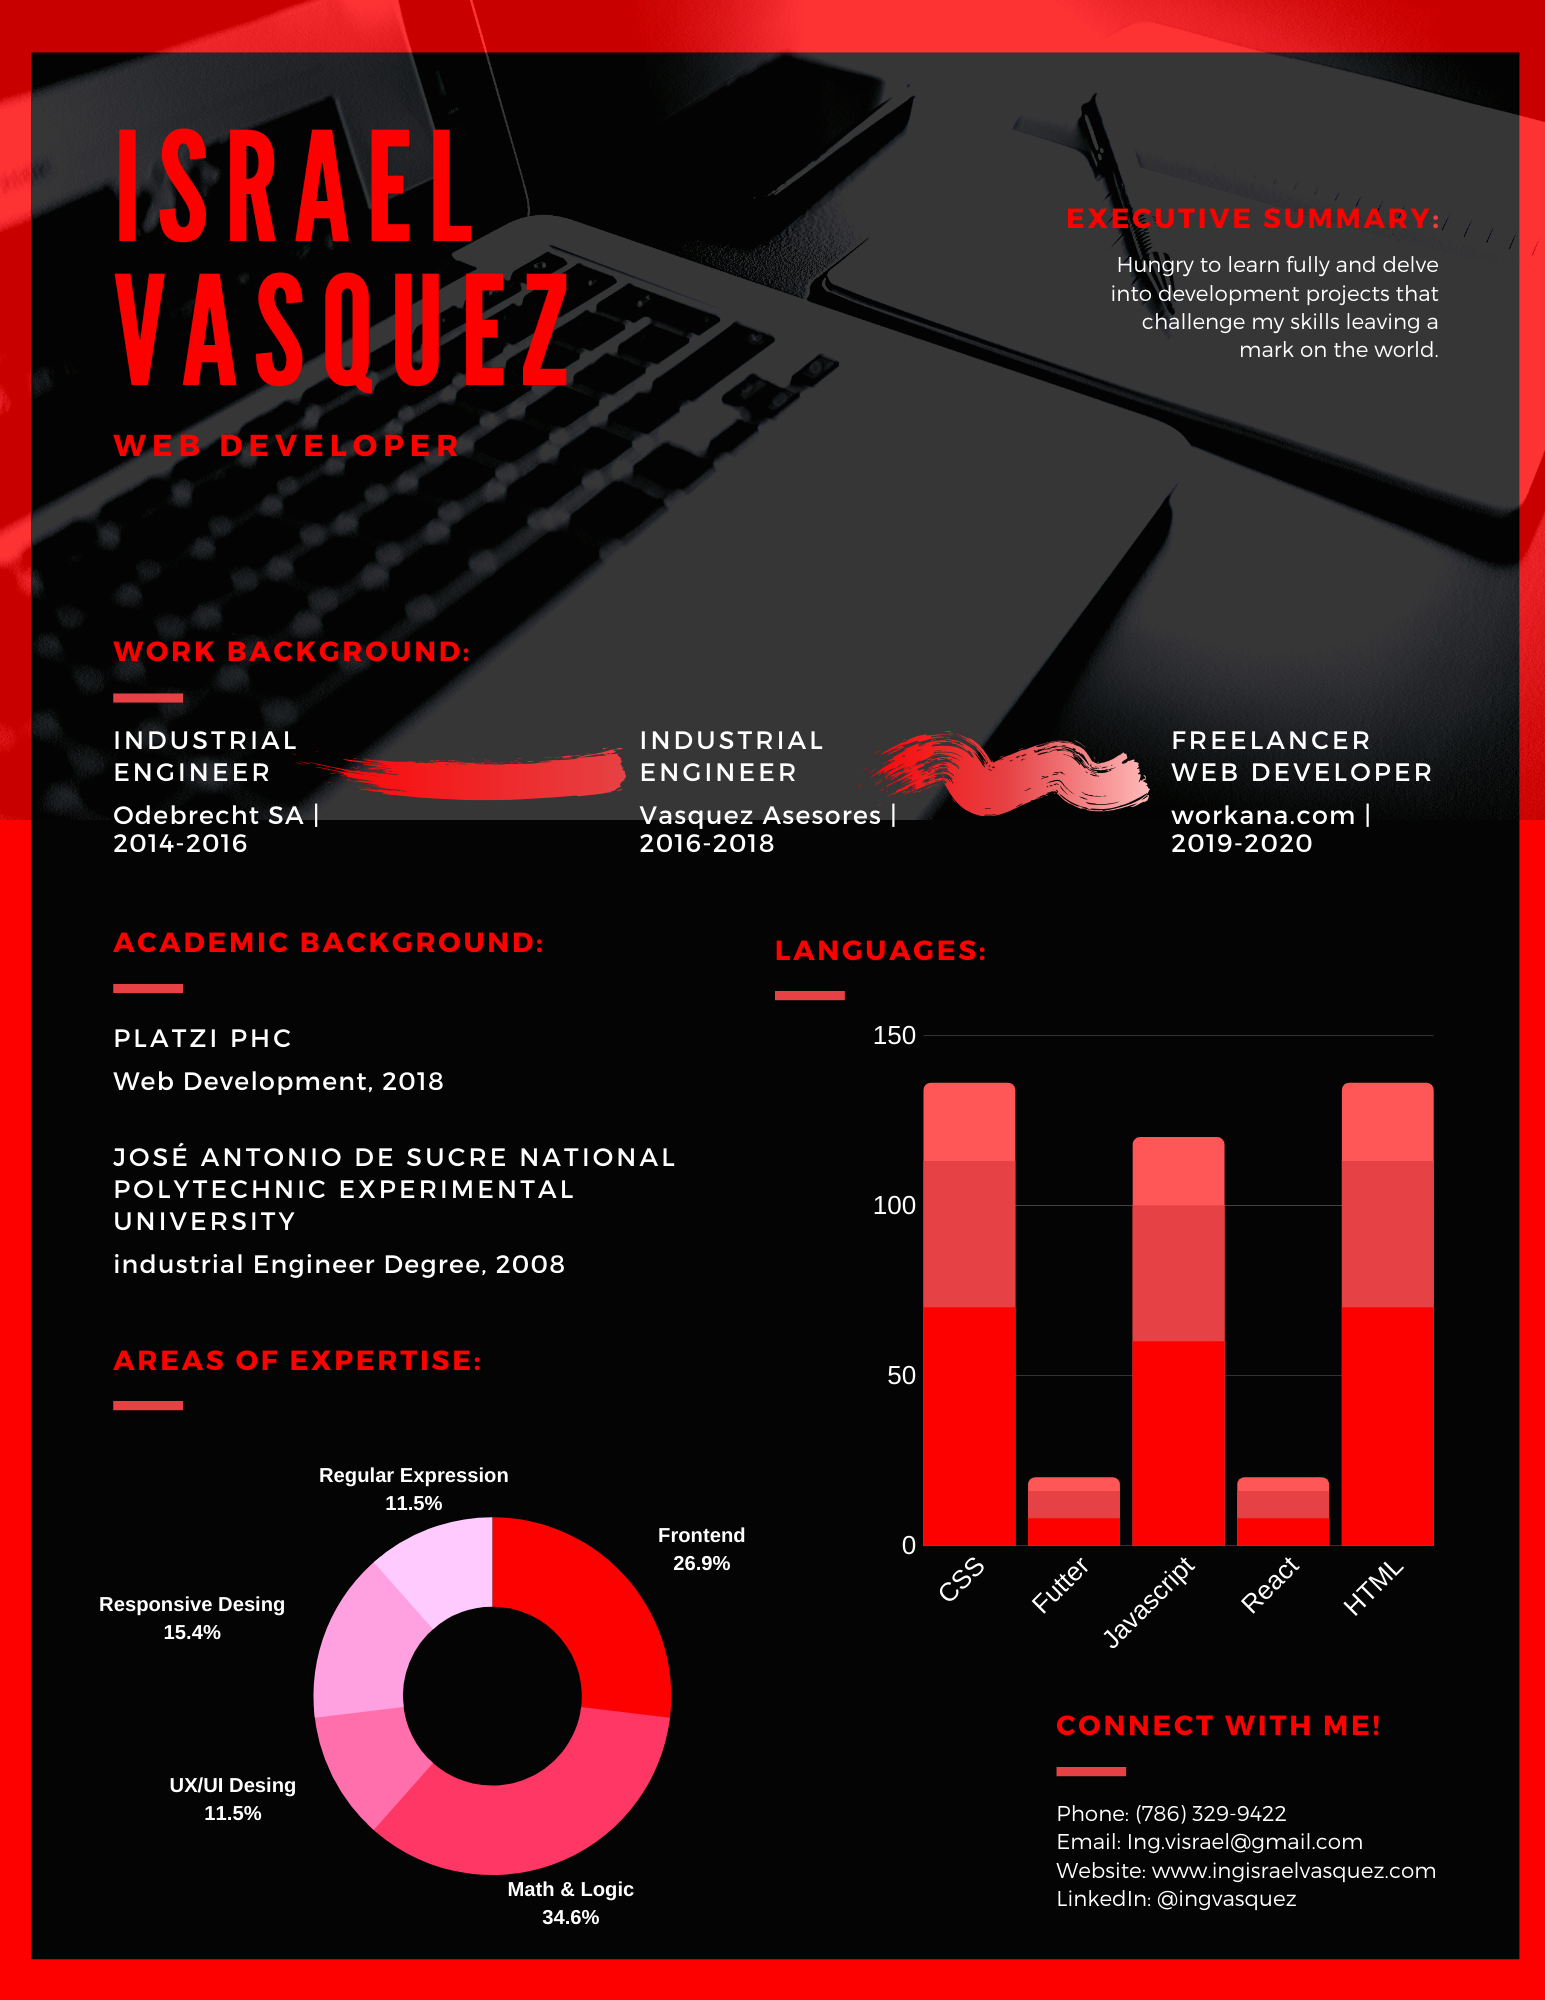 ISRAEL
VASQUEZ
WEB DEVELOPER
EXECUTIVE SUMMARY:
Hungry to learn fully and delve
into development projects that
challenge my skills leaving a
mark on the world.
WORK BACKGROUND:
INDUSTRIAL
ENGINEER
Odebrecht SA |
2014-2016
INDUSTRIAL
ENGINEER
Vasquez Asesores |
2016-2018
FREELANCER
WEB DEVELOPER
workana.com |
2019-2020
ACADEMIC BACKGROUND:
PLATZI PHC
Web Development, 2018
JOSÉ ANTONIO DE SUCRE NATIONAL
POLYTECHNIC EXPERIMENTAL
UNIVERSITY
industrial Engineer Degree, 2008
AREAS OF EXPERTISE:
Regular Expression
11.5%
Frontend
26.9%
Responsive Desing
15.4%
UX/UI Desing
11.5%
Math & Logic
34.6%
LANGUAGES:
150
100
50
0
CSS
Futter
Javascript
React
HTML
CONNECT WITH ME!
Phone: (786) 329-9422
Email: Ing.visrael@gmail.com
Website: www.ingisraelvasquez.com
LinkedIn: @ingvasquez